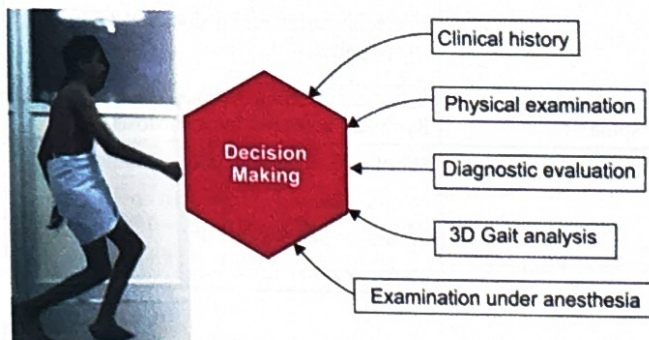 Clinical history
Physical examination
Decision
Making
Diagnostic evaluation
3D Gait analysis
Examination under anesthesia